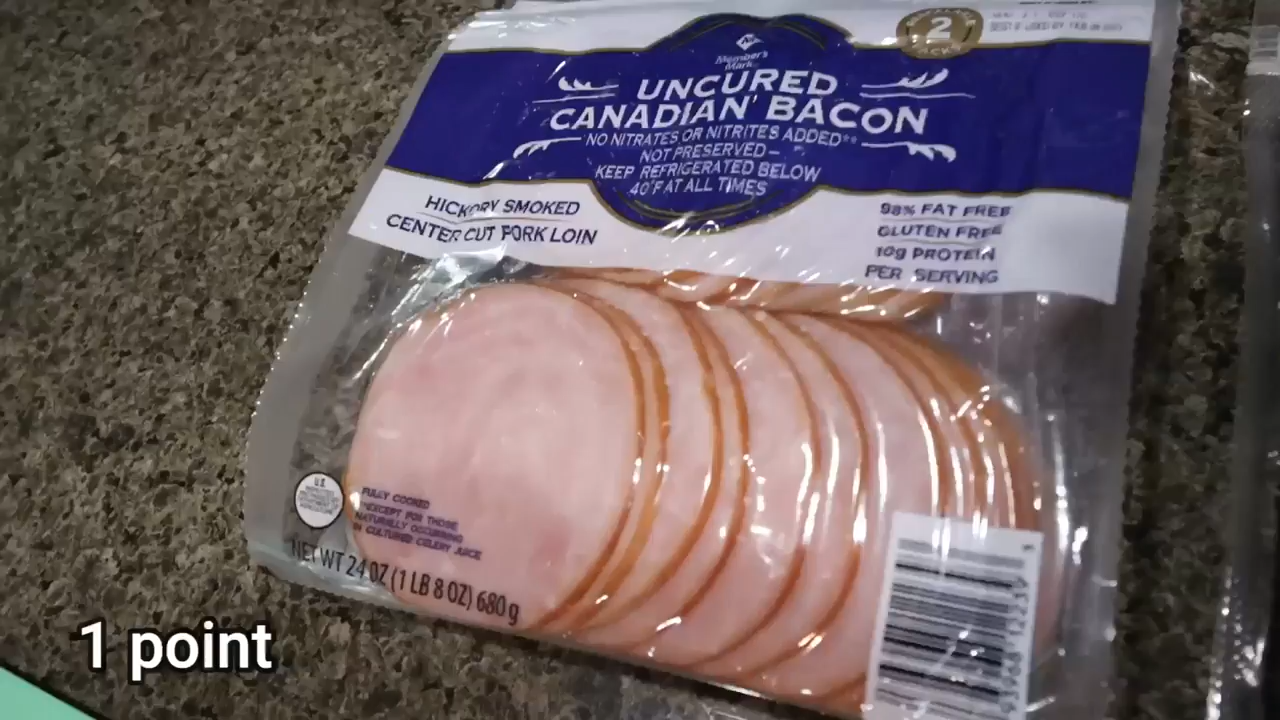 2
Member's
Mark
UNCURED
CANADIAN' BACON
NO NITRATES OR NITRITES ADDED**
NOT PRESERVED–
KEEP REFRIGERATED BELOW
40°F AT ALL TIMES
HICKORY SMOKED
CENTER CUT PORK LOIN
98% FAT FREE
GLUTEN FREE
10g PROTEIN
PER SERVING
U.S.
FULLY COOKED
**EXCEPT FOR THOSE
NATURALLY OCCURRING
IN CULTURED CELERY JUICE
NET WT 24 OZ (1 LB 8 OZ) 680g
1 point